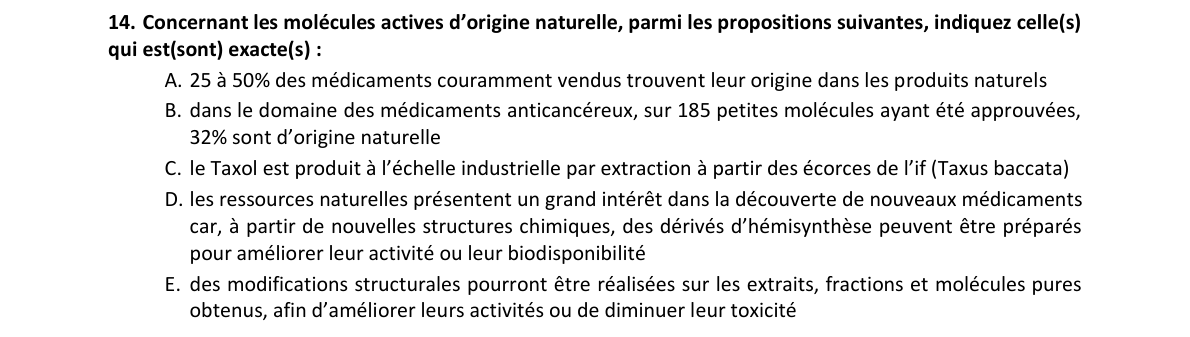 14. Concernant les molécules actives d’origine naturelle, parmi les propositions suivantes, indiquez celle(s)
qui est(sont) exacte(s) :
A. 25 à 50% des médicaments couramment vendus trouvent leur origine dans les produits naturels
B. dans le domaine des médicaments anticancéreux, sur 185 petites molécules ayant été approuvées,
32% sont d’origine naturelle
C. le Taxol est produit à l’échelle industrielle par extraction à partir des écorces de l’if (Taxus baccata)
D. les ressources naturelles présentent un grand intérêt dans la découverte de nouveaux médicaments
car, à partir de nouvelles structures chimiques, des dérivés d’hémisynthèse peuvent être préparés
pour améliorer leur activité ou leur biodisponibilité
E. des modifications structurales pourront être réalisées sur les extraits, fractions et molécules pures
obtenus, afin d’améliorer leurs activités ou de diminuer leur toxicité